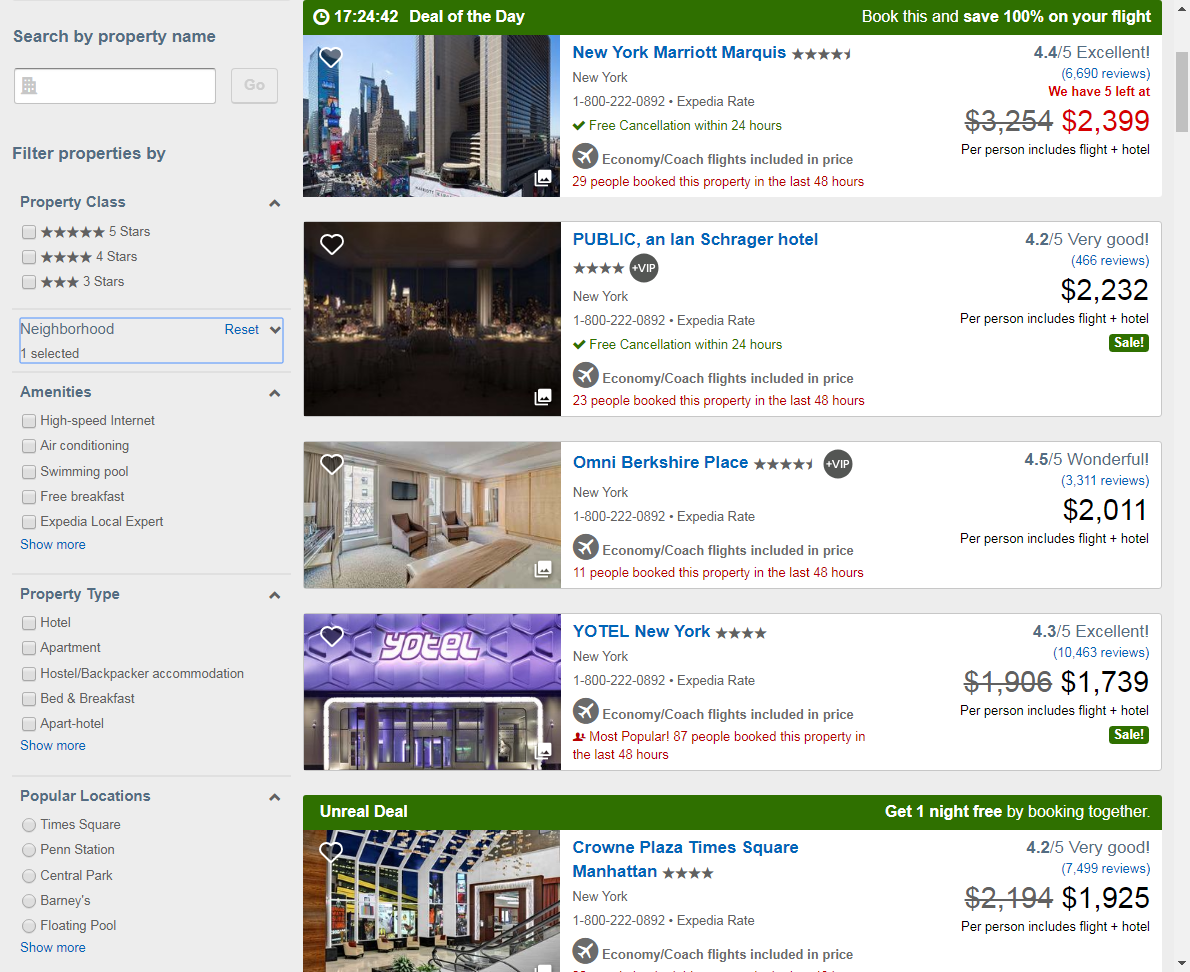 Search by property name
Go
Filter properties by
Property Class
5 Stars
4 Stars
3 Stars
Neighborhood Reset
1 selected
Amenities
High-speed Internet
Air conditioning
Swimming pool
Free breakfast
Expedia Local Expert
Show more
Property Type
Hotel
Apartment
Hostel/Backpacker accommodation
Bed & Breakfast
Apart-hotel
Show more
Popular Locations
Times Square
Penn Station
Central Park
Barney's
Floating Pool
Show more
17:24:42 Deal of the Day Book this and save 100% on your flight
New York Marriott Marquis
New York
1-800-222-0892 • Expedia Rate
Free Cancellation within 24 hours
Economy/Coach flights included in price
29 people booked this property in the last 48 hours
4.4/5 Excellent!
(6,690 reviews)
We have 5 left at
$3,254 $2,399
Per person includes flight + hotel
PUBLIC, an Ian Schrager hotel
+VIP
New York
1-800-222-0892 • Expedia Rate
Free Cancellation within 24 hours
Economy/Coach flights included in price
23 people booked this property in the last 48 hours
4.2/5 Very good!
(466 reviews)
$2,232
Per person includes flight + hotel
Sale!
Omni Berkshire Place +VIP
New York
1-800-222-0892 • Expedia Rate
Economy/Coach flights included in price
11 people booked this property in the last 48 hours
4.5/5 Wonderful!
(3,311 reviews)
$2,011
Per person includes flight + hotel
YOTEL
YOTEL New York
New York
1-800-222-0892 • Expedia Rate
Economy/Coach flights included in price
Most Popular! 87 people booked this property in
the last 48 hours
4.3/5 Excellent!
(10,463 reviews)
$1,906 $1,739
Per person includes flight + hotel
Sale!
Unreal Deal Get 1 night free by booking together.
Crowne Plaza Times Square
Manhattan
New York
1-800-222-0892 • Expedia Rate
Economy/Coach flights included in price
4.2/5 Very good!
(7,499 reviews)
$2,194 $1,925
Per person includes flight + hotel